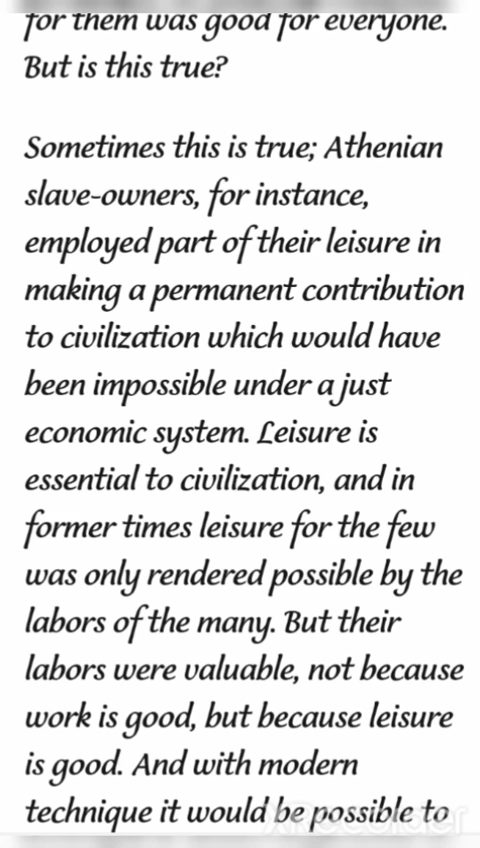 for them was good for everyone.
But is this true?
Sometimes this is true; Athenian
slave-owners, for instance,
employed part of their leisure in
making a permanent contribution
to civilization which would have
been impossible under a just
economic system. Leisure is
essential to civilization, and in
former times leisure for the few
was only rendered possible by the
labors of the many. But their
labors were valuable, not because
work is good, but because leisure
is good. And with modern
technique it would be possible to
XRecorder